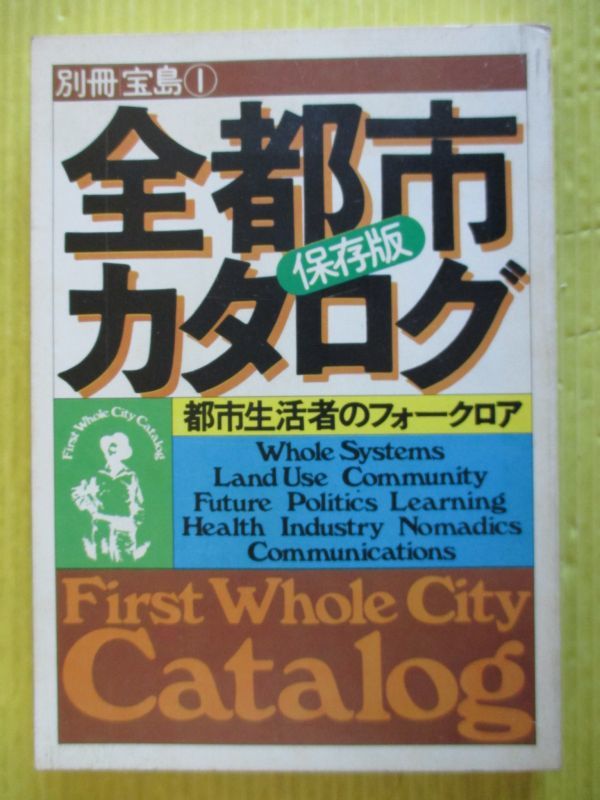 別冊宝島①
全都市
カタログ
保存版
First Whole City Catalog
都市生活者のフォークロア
Whole Systems
Land Use Community
Future Politics Learning
Health Industry Nomadics
Communications
First Whole City
Catalog